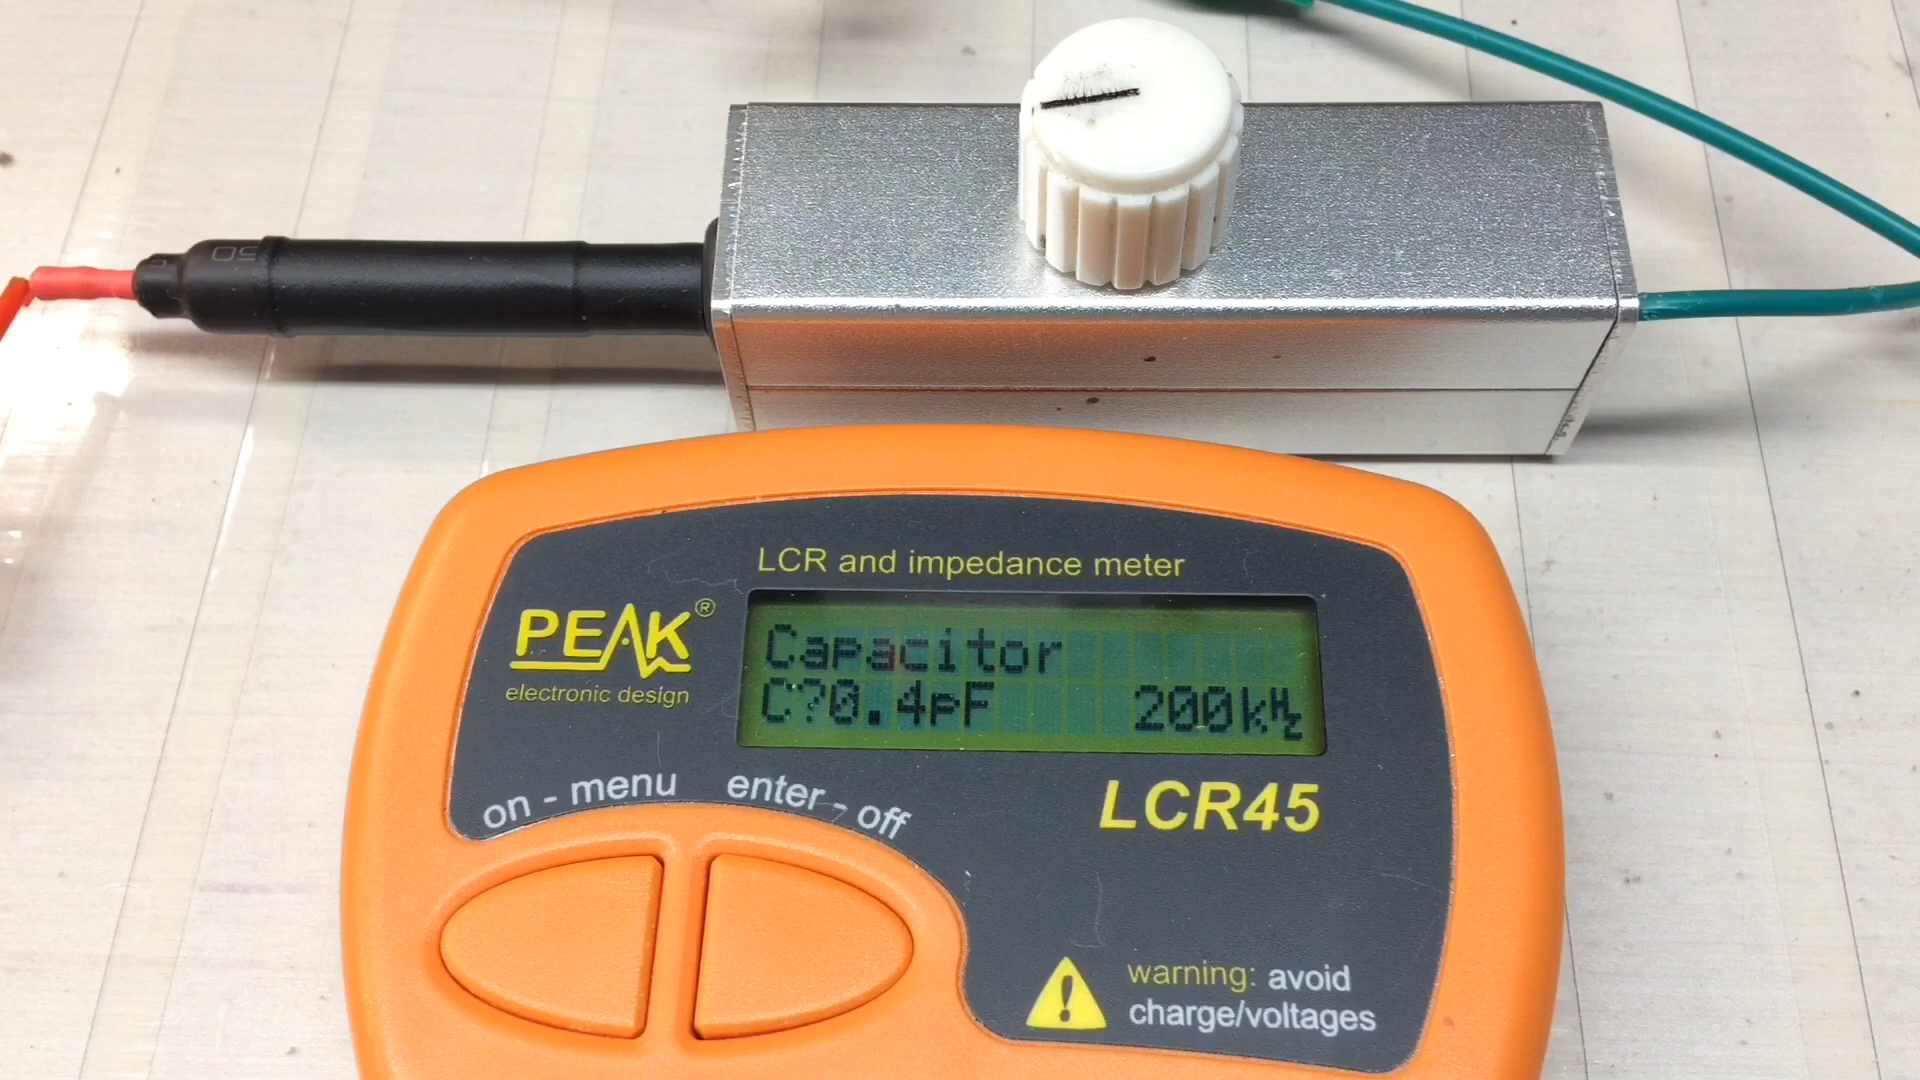 50
LCR and impedance meter
PEAK®
electronic design
Capacitor
C?0.4pF 200kHz
on - menu enter - off
LCR45
warning: avoid
charge/voltages